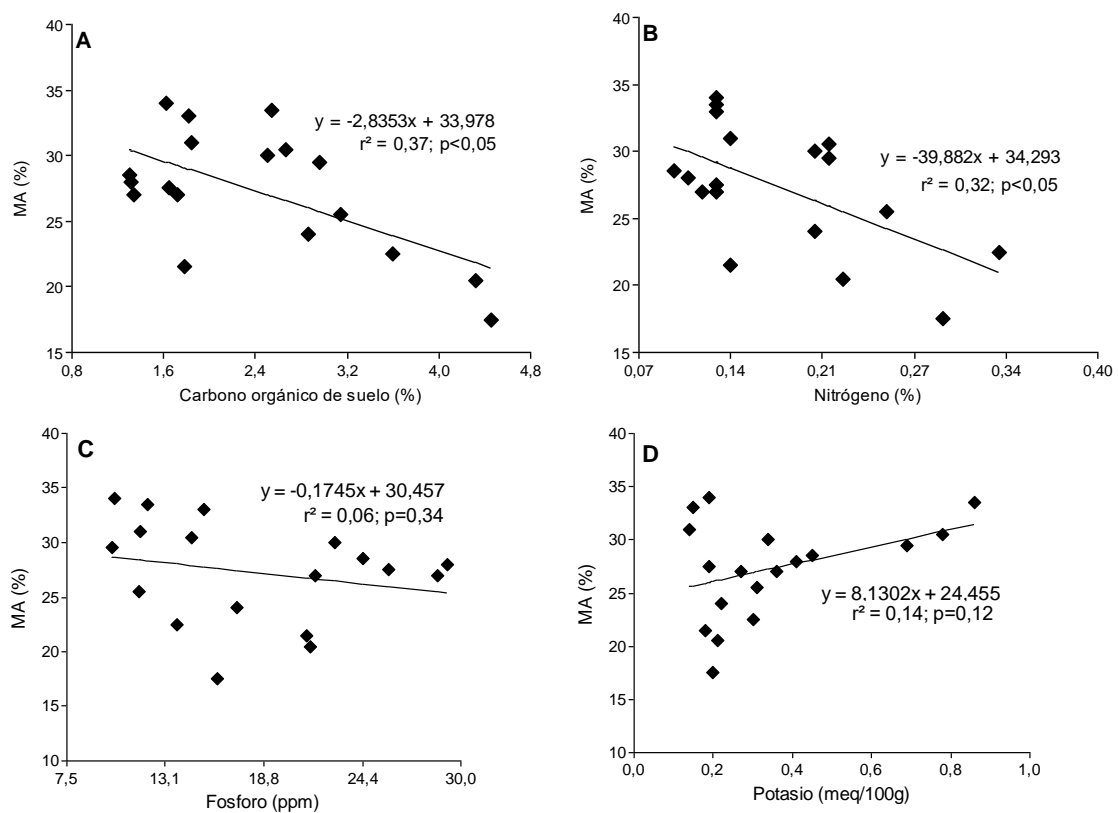 A
40
35
30
25
20
15
MA (%)
y = -2,8353x + 33,978
r² = 0,37; p<0,05
0,8 1,6 2,4 3,2 4,0 4,8
Carbono orgánico de suelo (%)
B
40
35
30
25
20
15
MA (%)
y = -39,882x + 34,293
r² = 0,32; p<0,05
0,07 0,14 0,21 0,27 0,34 0,40
Nitrógeno (%)
C
40
35
30
25
20
15
10
MA (%)
y = -0,1745x + 30,457
r² = 0,06; p=0,34
7,5 13,1 18,8 24,4 30,0
Fosforo (ppm)
D
40
35
30
25
20
15
10
MA (%)
y = 8,1302x + 24,455
r² = 0,14; p=0,12
0,0 0,2 0,4 0,6 0,8 1,0
Potasio (meq/100g)